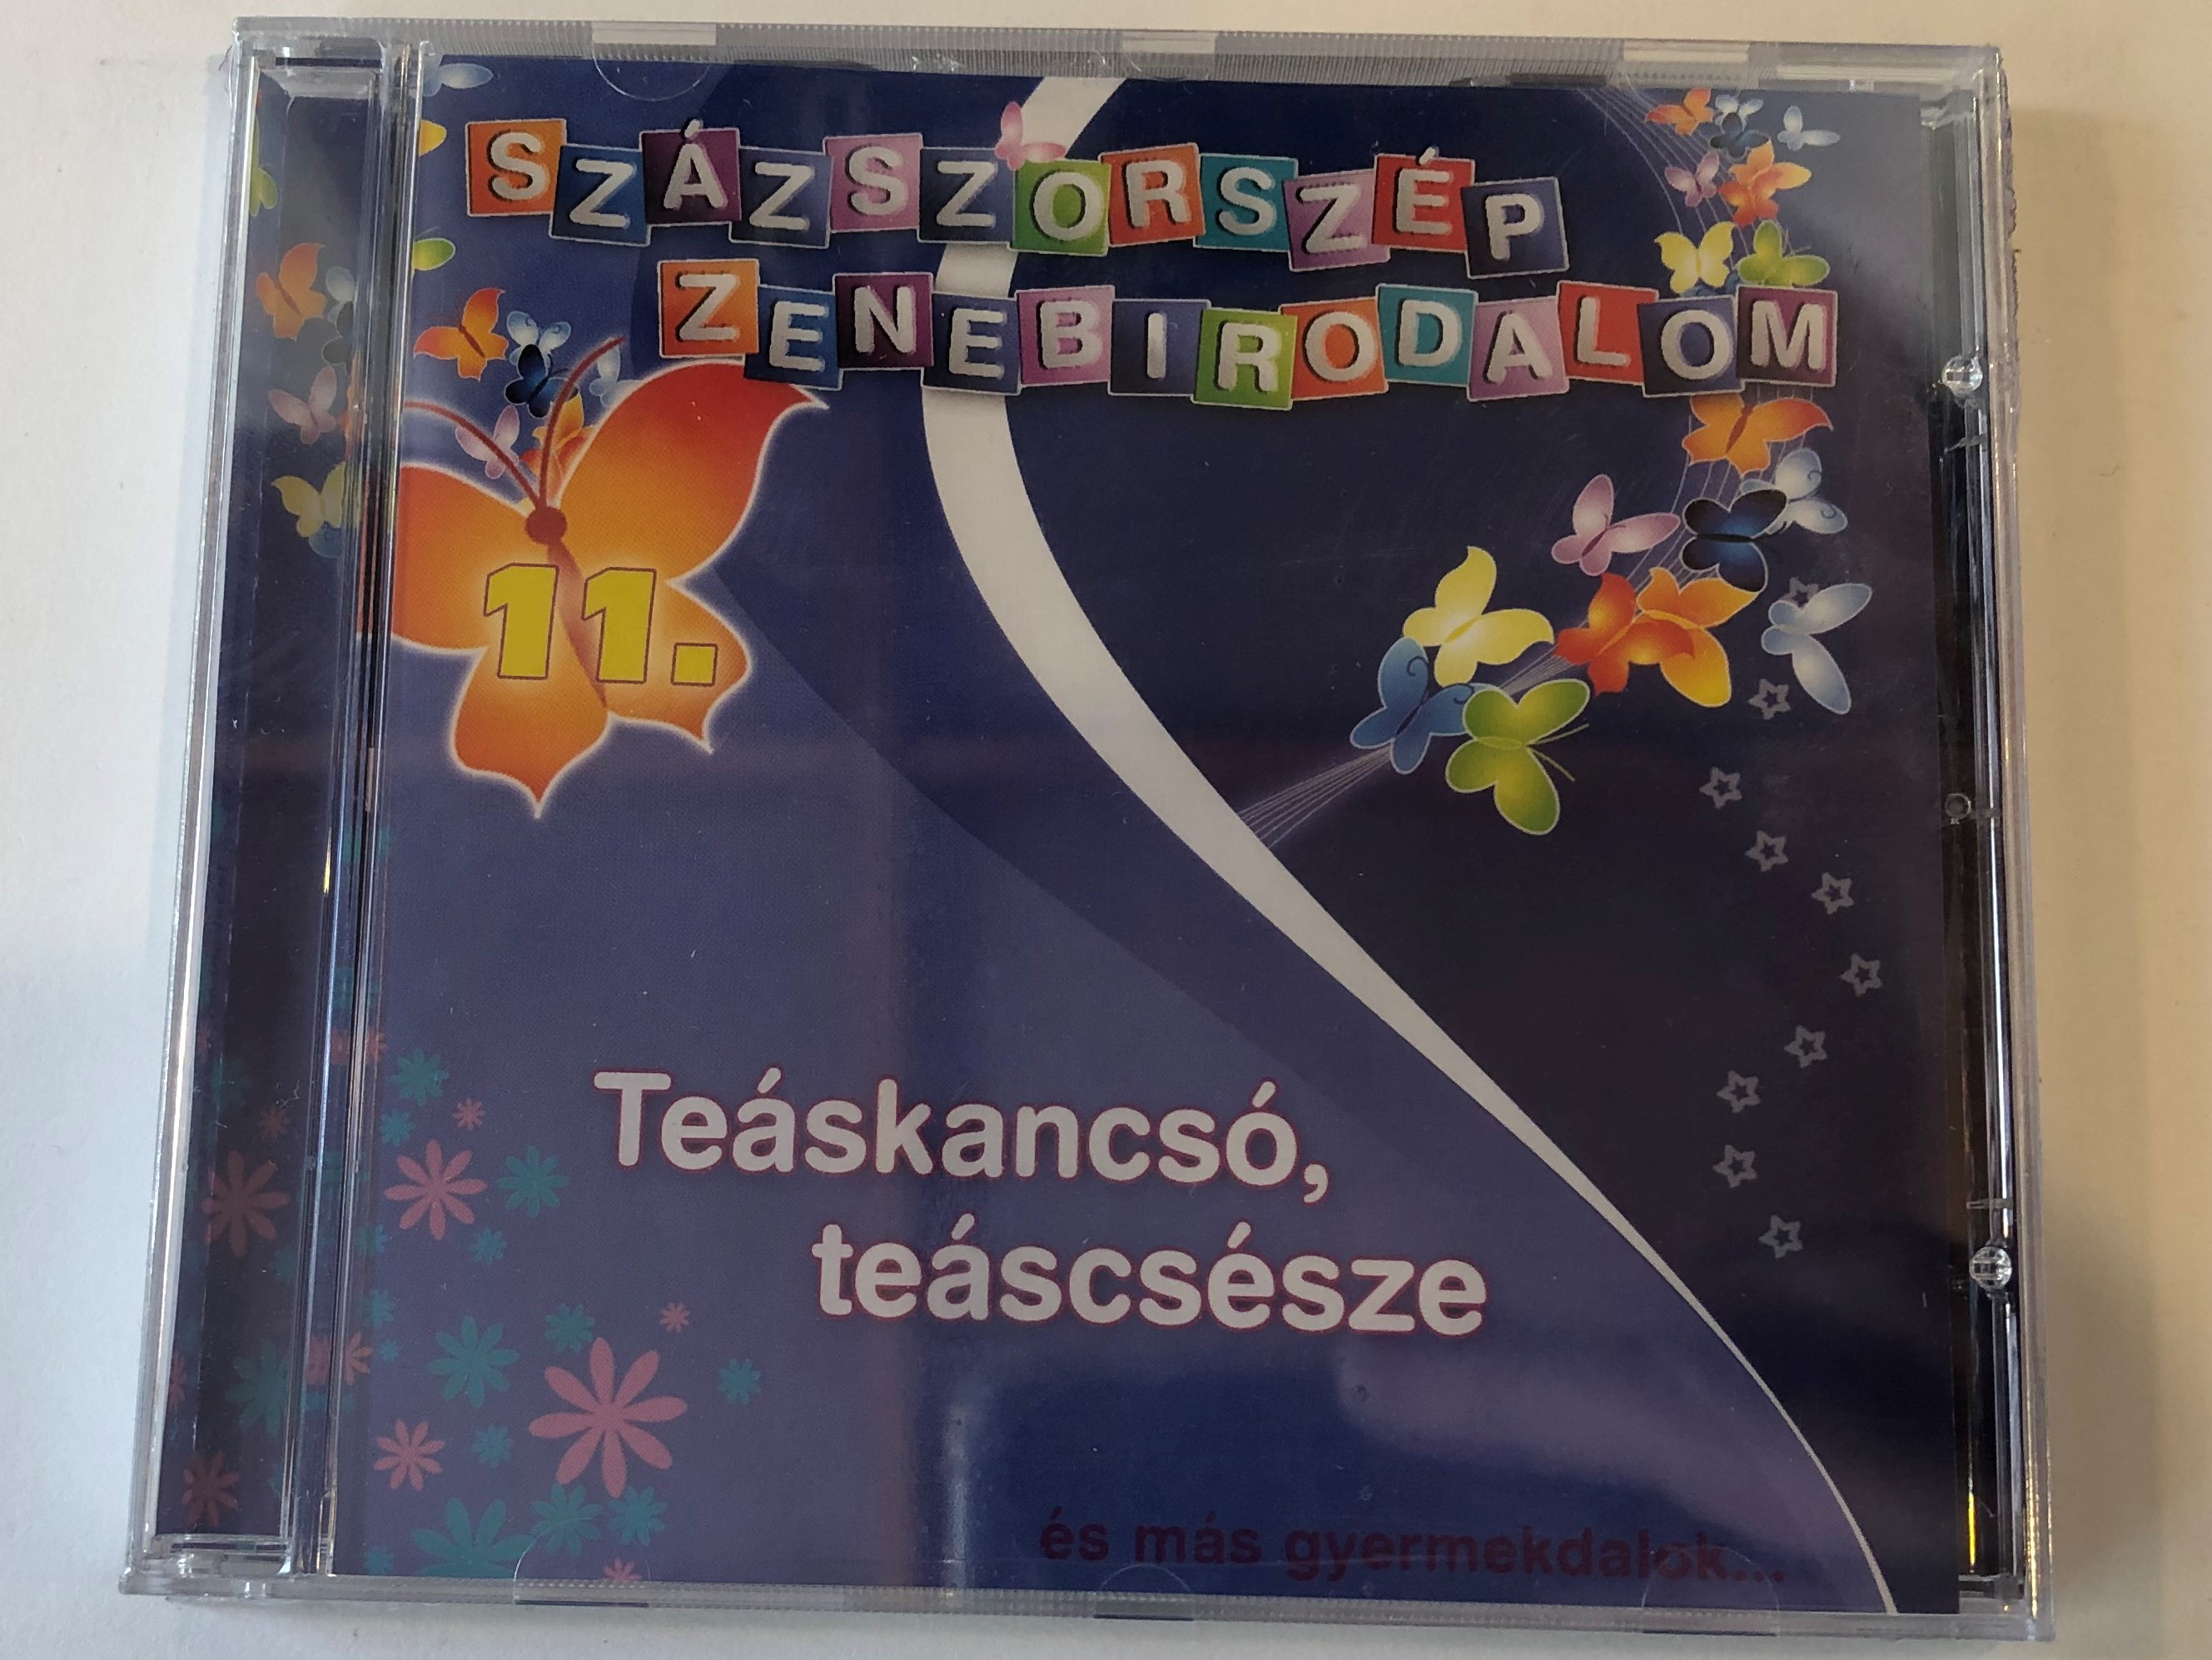 SZÁZSZORSZÉP
ZENEBIRODALOM
11.
Teáskancsó,
teáscsésze
és más gyermekdalok...